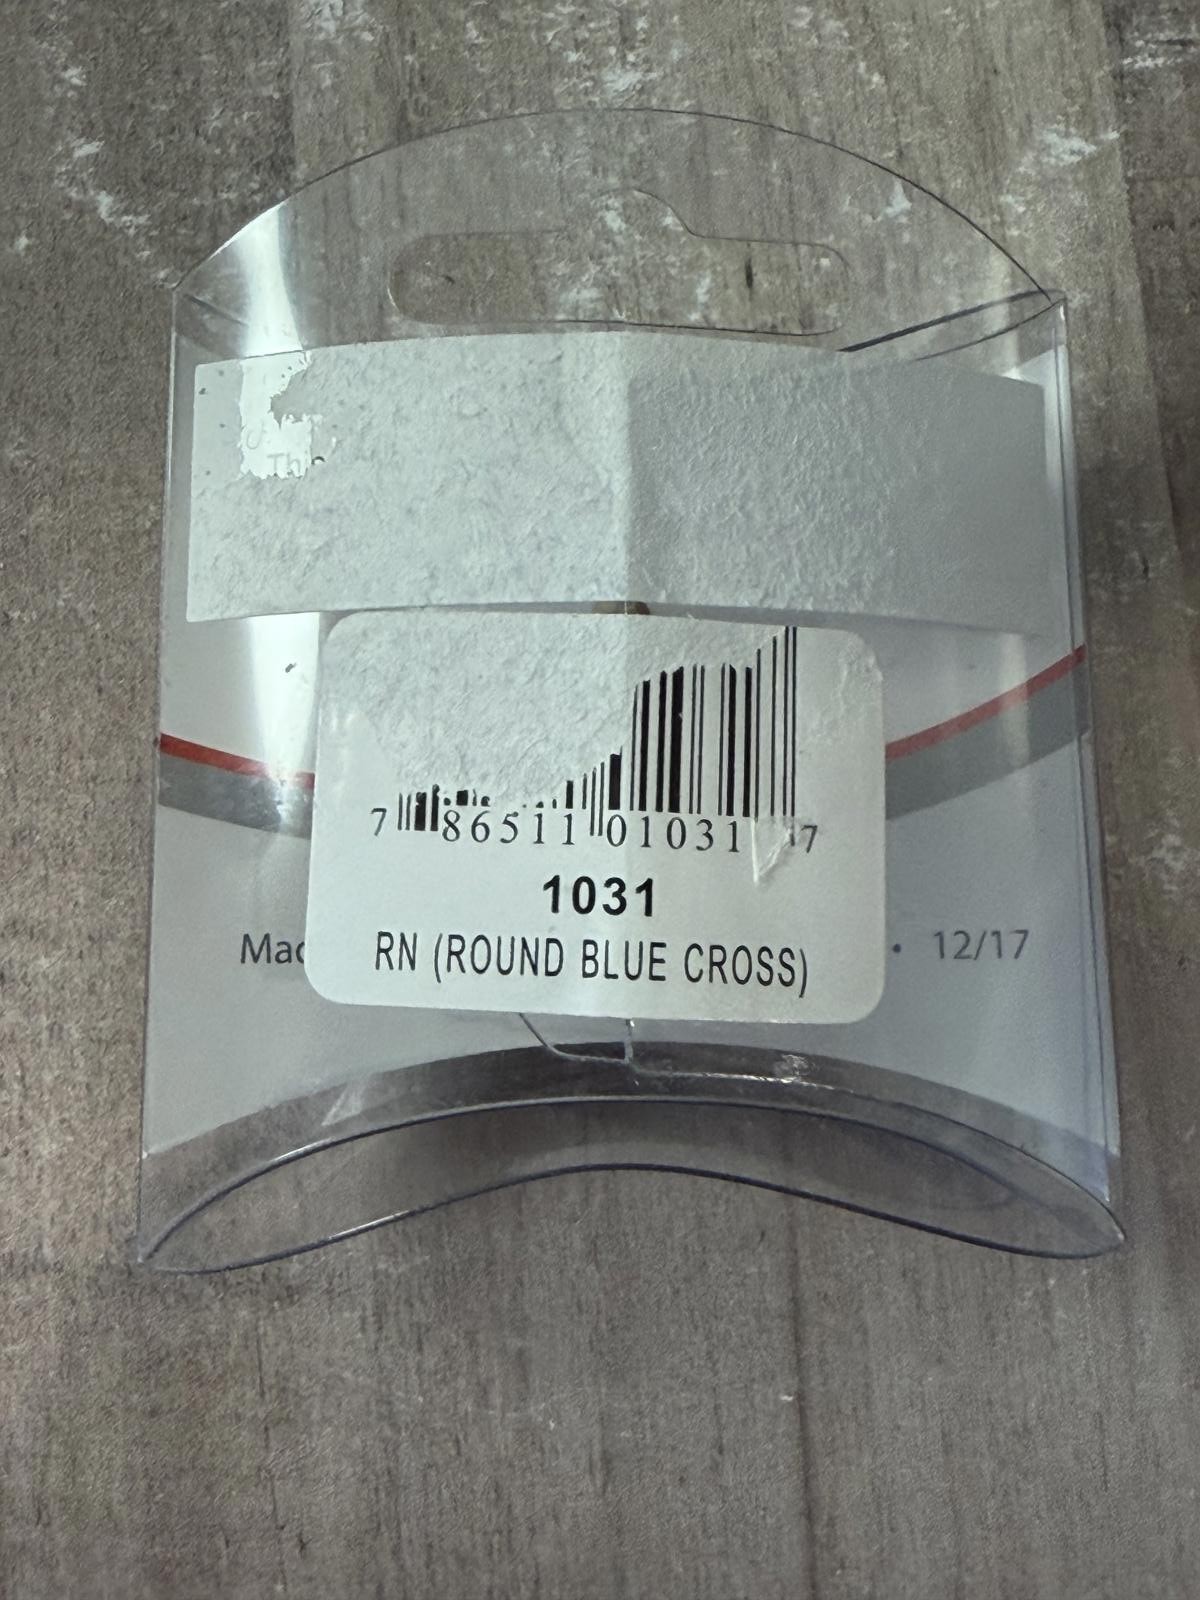 7 86511 01031 7
1031
RN (ROUND BLUE CROSS)
• 12/17